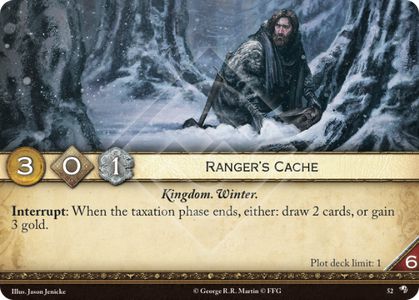 3 0 1 Ranger's Cache
Kingdom. Winter.
Interrupt: When the taxation phase ends, either: draw 2 cards, or gain
3 gold.
Plot deck limit: 1
6
Illus. Jason Jenicke © George R.R. Martin © FFG 52